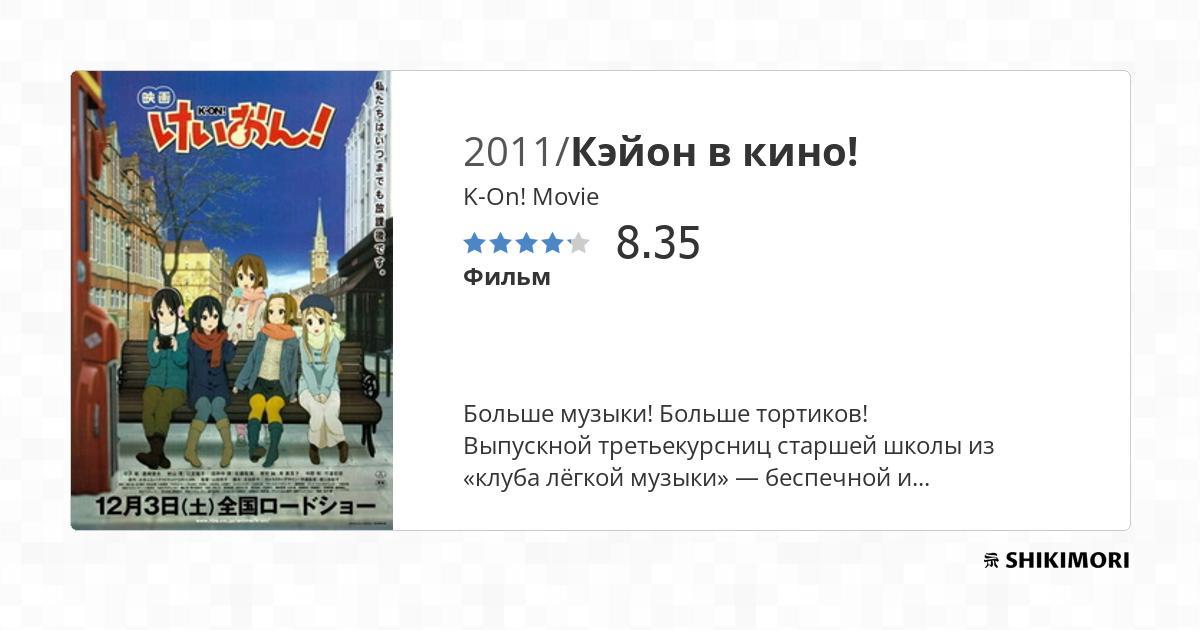 映画
けいおん!
K-ON!
私たちはいつまでも放課後です。
12月3日(土)全国ロードショー
2011/Кэйон в кино!
K-On! Movie
8.35
Фильм
Больше музыки! Больше тортиков!
Выпускной третьекурсниц старшей школы из
«клуба лёгкой музыки» — беспечной и...
SHIKIMORI